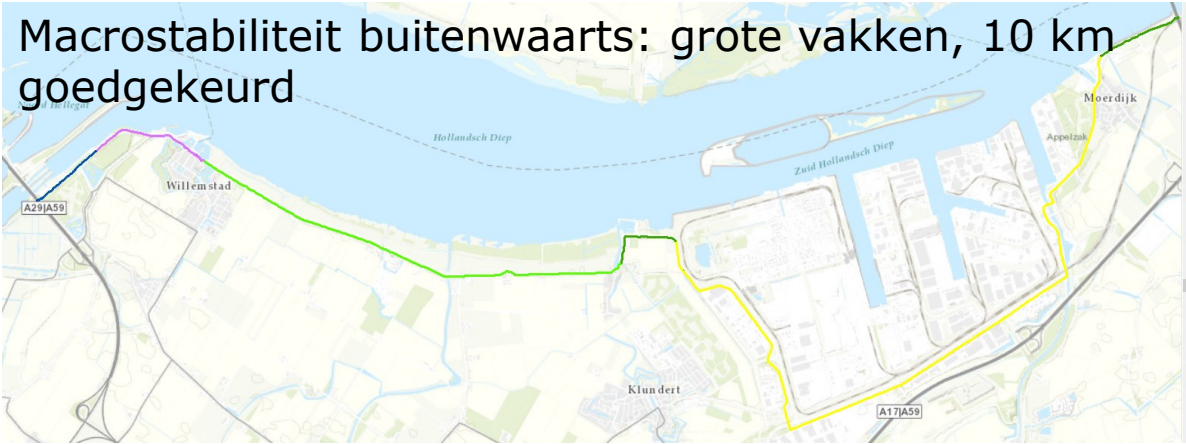 Macrostabiliteit buitenwaarts: grote vakken, 10 km
goedgekeurd
Moerdijk
Hollandsch Diep
Appelzak
Zuid Hollandsch Diep
Willemstad
A29|A59
Klundert
A17|A59